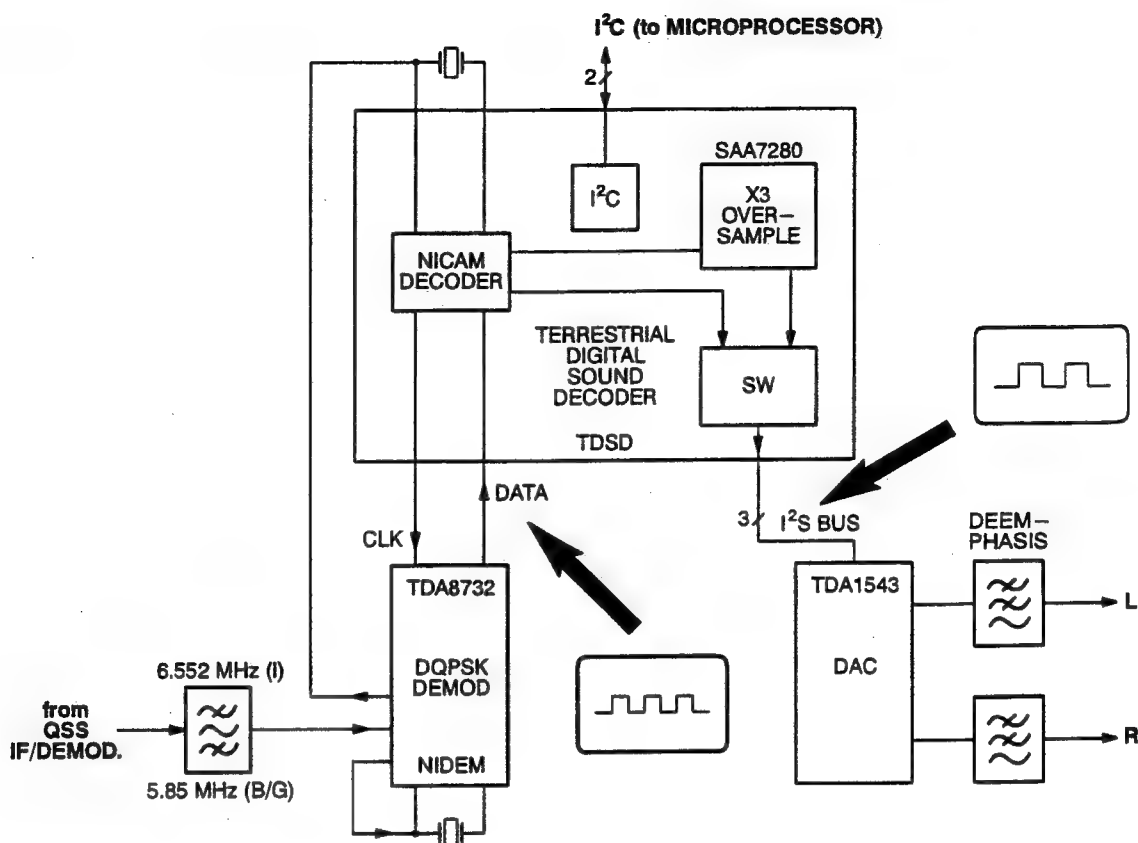 I²C (to MICROPROCESSOR)
2
SAA7280
I²C
X3
OVER–
SAMPLE
NICAM
DECODER
TERRESTRIAL
DIGITAL
SOUND
DECODER
SW
TDSD
DATA
3
I²S BUS
CLK
DEEM–
PHASIS
TDA8732
TDA1543
L
DQPSK
DEMOD
DAC
6.552 MHz (I)
from
QSS
IF/DEMOD.
R
NIDEM
5.85 MHz (B/G)